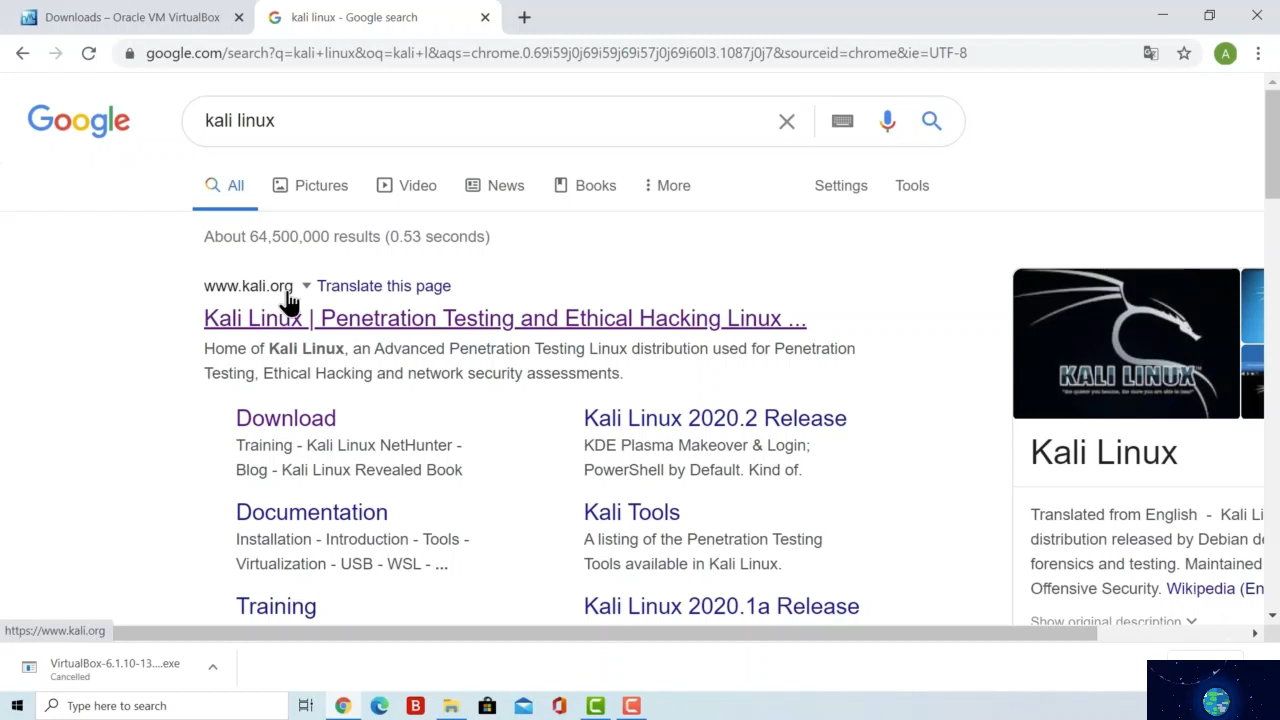 Downloads – Oracle VM VirtualBox
kali linux - Google search
google.com/search?q=kali+linux&oq=kali+l&aqs=chrome.0.69i59j0j69i59j69i57j0j69i60l3.1087j0j7&sourceid=chrome&ie=UTF-8
A
Google
kali linux
All
Pictures
Video
News
Books
More
Settings
Tools
About 64,500,000 results (0.53 seconds)
www.kali.org
Translate this page
Kali Linux | Penetration Testing and Ethical Hacking Linux ...
Home of Kali Linux, an Advanced Penetration Testing Linux distribution used for Penetration
Testing, Ethical Hacking and network security assessments.
Download
Training - Kali Linux NetHunter -
Blog - Kali Linux Revealed Book
Kali Linux 2020.2 Release
KDE Plasma Makeover & Login;
PowerShell by Default. Kind of.
Documentation
Installation - Introduction - Tools -
Virtualization - USB - WSL - ...
Kali Tools
A listing of the Penetration Testing
Tools available in Kali Linux.
Training
Kali Linux 2020.1a Release
KALI LINUX
Kali Linux
Translated from English - Kali Li
distribution released by Debian de
forensics and testing. Maintained
Offensive Security. Wikipedia (En
Show original description
https://www.kali.org
VirtualBox-6.1.10-13....exe
Cancelled
Type here to search
B